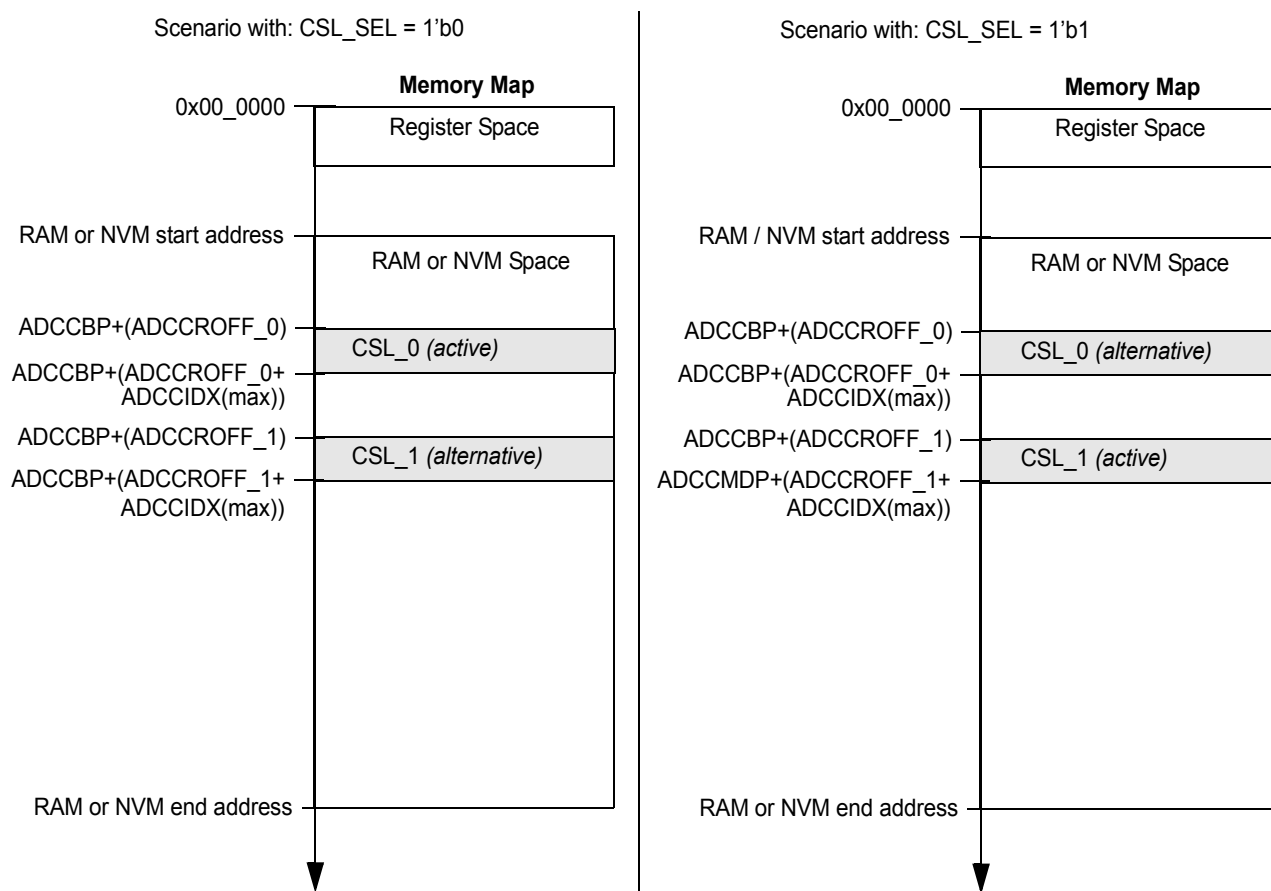 Scenario with: CSL_SEL = 1’b0
Memory Map
0x00_0000
Register Space
RAM or NVM start address
RAM or NVM Space
ADCCBP+(ADCCROFF_0)
CSL_0 (active)
ADCCBP+(ADCCROFF_0+
ADCCIDX(max))
ADCCBP+(ADCCROFF_1)
CSL_1 (alternative)
ADCCBP+(ADCCROFF_1+
ADCCIDX(max))
RAM or NVM end address
Scenario with: CSL_SEL = 1’b1
Memory Map
0x00_0000
Register Space
RAM / NVM start address
RAM or NVM Space
ADCCBP+(ADCCROFF_0)
CSL_0 (alternative)
ADCCBP+(ADCCROFF_0+
ADCCIDX(max))
ADCCBP+(ADCCROFF_1)
CSL_1 (active)
ADCCMDP+(ADCCROFF_1+
ADCCIDX(max))
RAM or NVM end address